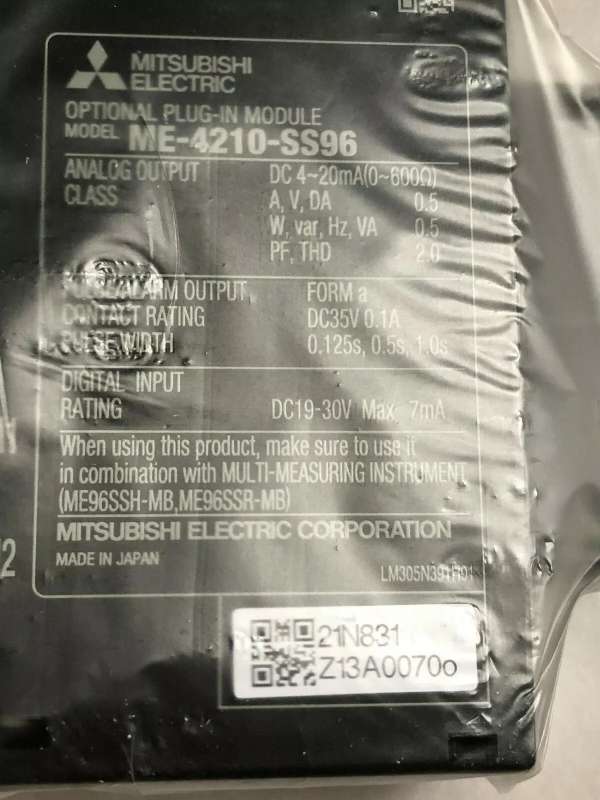 MITSUBISHI
ELECTRIC
OPTIONAL PLUG-IN MODULE
MODEL ME-4210-SS96
ANALOG OUTPUT DC 4~20mA(0~600Ω)
CLASS A, V, DA 0.5
W, var, Hz, VA 0.5
PF, THD 2.0
PULSE/ALARM OUTPUT FORM a
CONTACT RATING DC35V 0.1A
PULSE WIDTH 0.125s, 0.5s, 1.0s
DIGITAL INPUT
RATING DC19-30V Max. 7mA
When using this product, make sure to use it
in combination with MULTI-MEASURING INSTRUMENT
(ME96SSH-MB,ME96SSR-MB)
MITSUBISHI ELECTRIC CORPORATION
MADE IN JAPAN LM305N391H01
21N831
Z13A0070o